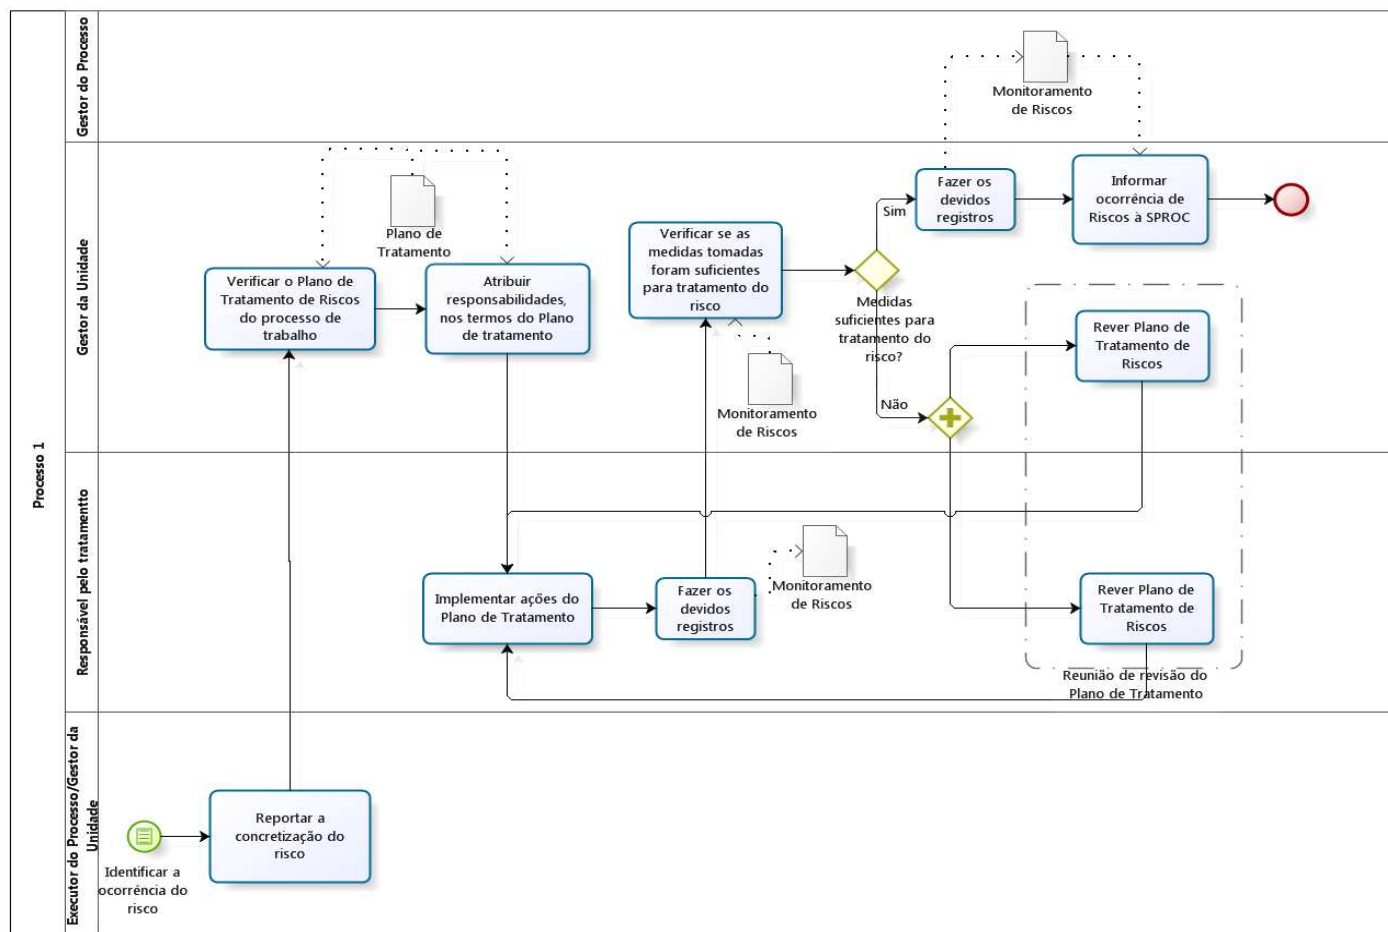 Processo 1
Gestor do Processo
Monitoramento
de Riscos
Gestor da Unidade
Plano de
Tratamento
Verificar o Plano de
Tratamento de Riscos
do processo de
trabalho
Atribuir
responsabilidades,
nos termos do Plano
de tratamento
Verificar se as
medidas tomadas
foram suficientes
para tratamento do
risco
Monitoramento
de Riscos
Medidas
suficientes para
tratamento do
risco?
Sim
Não
Fazer os
devidos
registros
Informar
ocorrência de
Riscos à SPROC
Rever Plano de
Tratamento de
Riscos
Responsável pelo tratamentto
Implementar ações do
Plano de Tratamento
Fazer os
devidos
registros
Monitoramento
de Riscos
Rever Plano de
Tratamento de
Riscos
Reunião de revisão do
Plano de Tratamento
Executor do Processo/Gestor da
Unidade
Identificar a
ocorrência do
risco
Reportar a
concretização do
risco